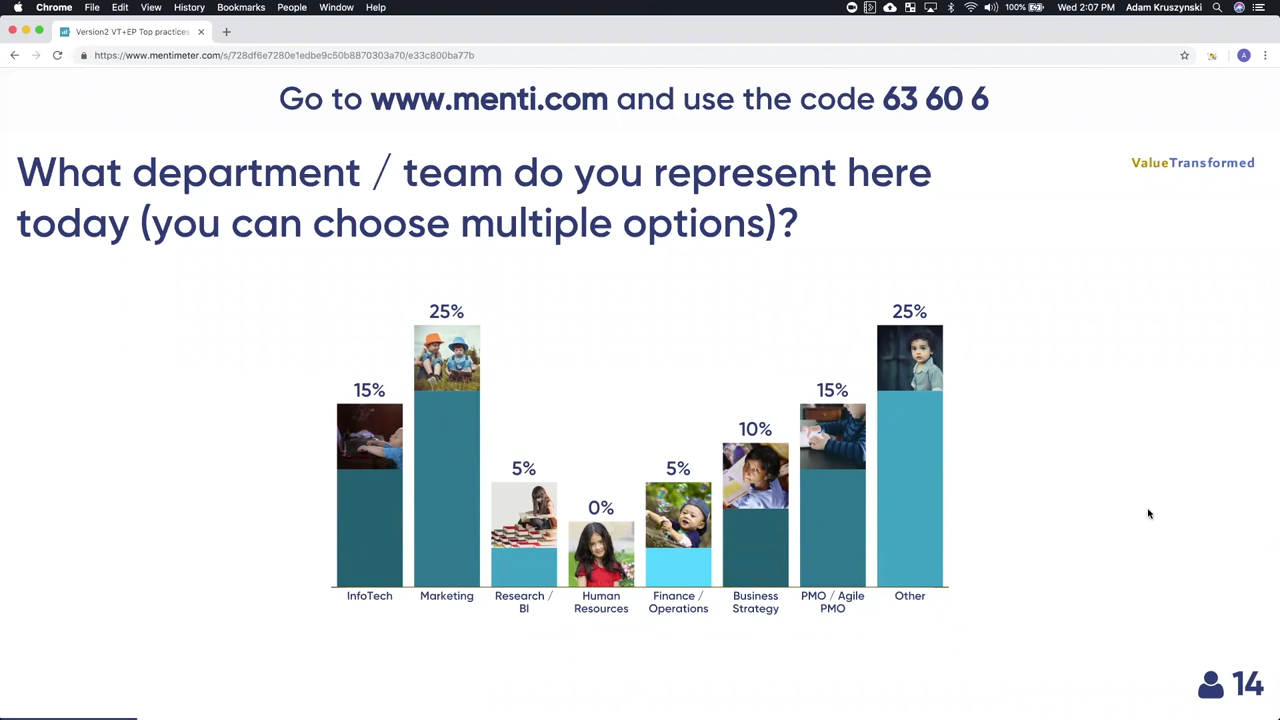 Chrome File Edit View History Bookmarks People Window Help 100% Wed 2:07 PM Adam Kruszynski
Version2 VT+EP Top practices
https://www.mentimeter.com/s/728df6e7280e1edbe9c50b8870303a70/e33c800ba77b
A
Go to www.menti.com and use the code 63 60 6
What department / team do you represent here
today (you can choose multiple options)?
ValueTransformed
15% 25% 5% 0% 5% 10% 15% 25%
InfoTech Marketing Research / Human Finance / Business PMO / Agile Other
BI Resources Operations Strategy PMO
14